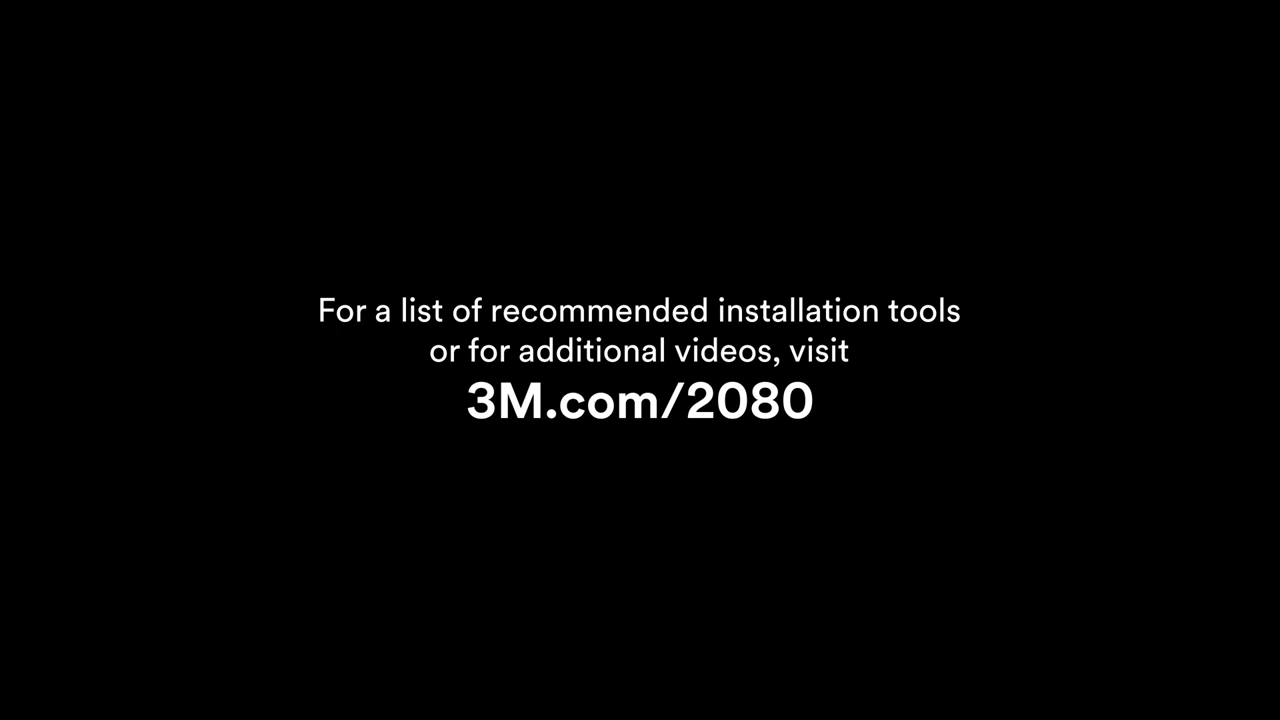 For a list of recommended installation tools
or for additional videos, visit
3M.com/2080